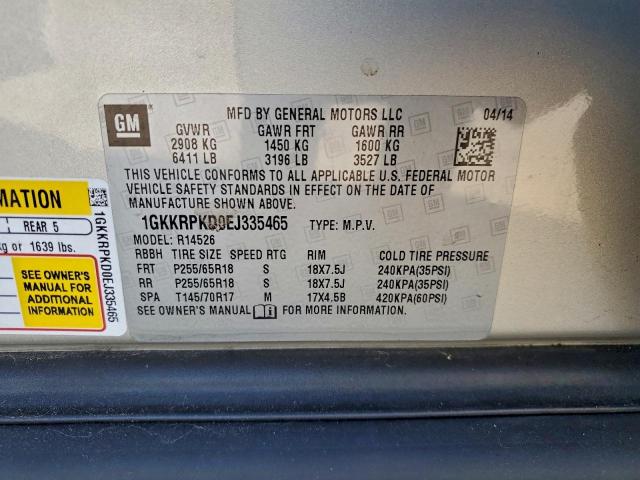 GM
MFD BY GENERAL MOTORS LLC 04/14
GVWR GAWR FRT GAWR RR
2908 KG 1450 KG 1600 KG
6411 LB 3196 LB 3527 LB
THIS VEHICLE CONFORMS TO ALL APPLICABLE U.S. FEDERAL MOTOR
VEHICLE SAFETY STANDARDS IN EFFECT ON THE DATE OF
MANUFACTURE SHOWN ABOVE.
1GKKRPKD0EJ335465 TYPE: M.P.V.
MODEL: R14526
RBBH TIRE SIZE SPEED RTG RIM COLD TIRE PRESSURE
FRT P255/65R18 S 18X7.5J 240KPA(35PSI)
RR P255/65R18 S 18X7.5J 240KPA(35PSI)
SPA T145/70R17 M 17X4.5B 420KPA(60PSI)
SEE OWNER'S MANUAL FOR MORE INFORMATION.
MATION
REAR 5
kg or 1639 lbs.
SEE OWNER'S
MANUAL FOR
ADDITIONAL
INFORMATION
1GKKRPKD0EJ335465